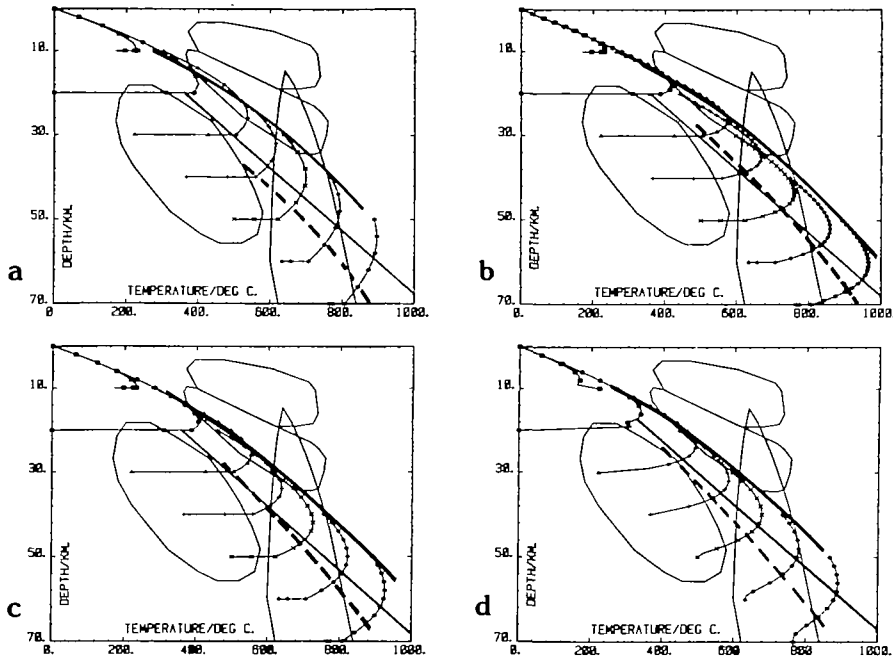 10.
30.
50.
70.
DEPTH/KM.
TEMPERATURE/DEG C.
0. 200. 400. 600. 800. 1000.
a
10.
30.
50.
70.
DEPTH/KM.
TEMPERATURE/DEG C.
0. 200. 400. 600. 800. 1000.
b
10.
30.
50.
70.
DEPTH/KM.
TEMPERATURE/DEG C.
0. 200. 400. 600. 800. 1000.
c
10.
30.
50.
70.
DEPTH/KM.
TEMPERATURE/DEG C.
0. 200. 400. 600. 800. 1000.
d